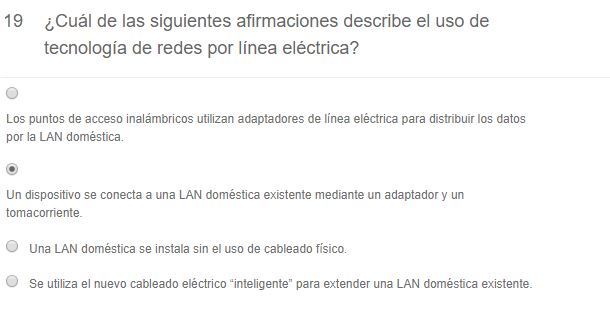 19 ¿Cuál de las siguientes afirmaciones describe el uso de
tecnología de redes por línea eléctrica?
Los puntos de acceso inalámbricos utilizan adaptadores de línea eléctrica para distribuir los datos
por la LAN doméstica.
Un dispositivo se conecta a una LAN doméstica existente mediante un adaptador y un
tomacorriente.
Una LAN doméstica se instala sin el uso de cableado físico.
Se utiliza el nuevo cableado eléctrico “inteligente” para extender una LAN doméstica existente.